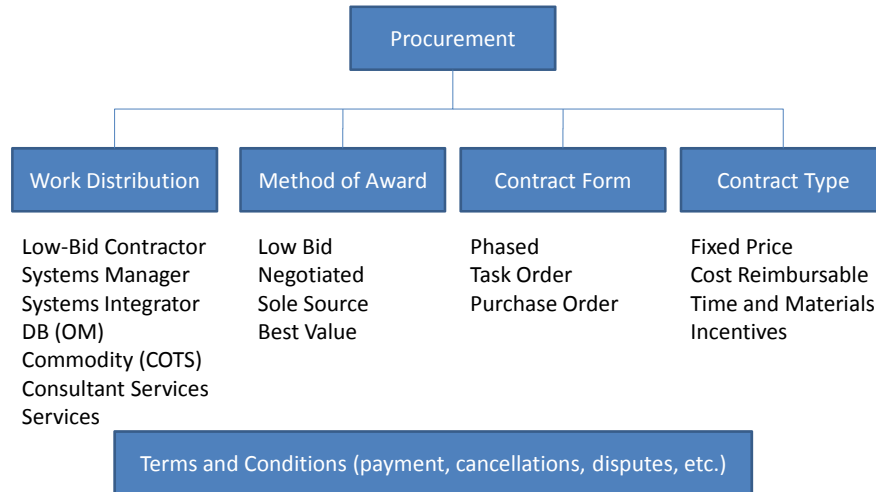 Procurement
Work Distribution
Low-Bid Contractor
Systems Manager
Systems Integrator
DB (OM)
Commodity (COTS)
Consultant Services
Services
Method of Award
Low Bid
Negotiated
Sole Source
Best Value
Contract Form
Phased
Task Order
Purchase Order
Contract Type
Fixed Price
Cost Reimbursable
Time and Materials
Incentives
Terms and Conditions (payment, cancellations, disputes, etc.)